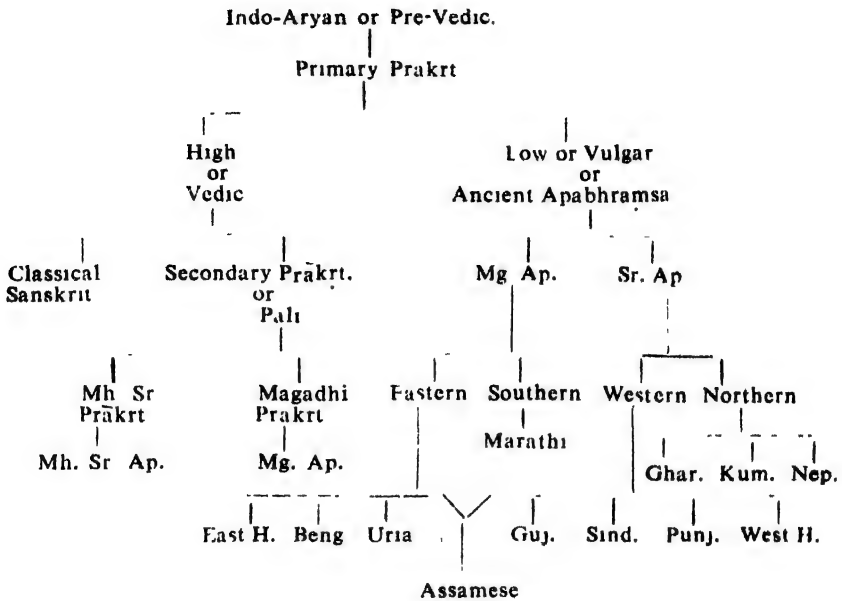 Indo-Aryan or Pre-Vedic.
Primary Prakrt
High
or
Vedic
Low or Vulgar
or
Ancient Apabhramsa
Classical
Sanskrit
Secondary Prākrt.
or
Pali
Mg Ap.
Sr. Ap
Mh Sr
Prākrt
Magadhi
Prakrt
Eastern
Southern
Western
Northern
Mh. Sr Ap.
Mg. Ap.
Marathi
Ghar.
Kum.
Nep.
East H.
Beng
Uria
Guj.
Sind.
Punj.
West H.
Assamese